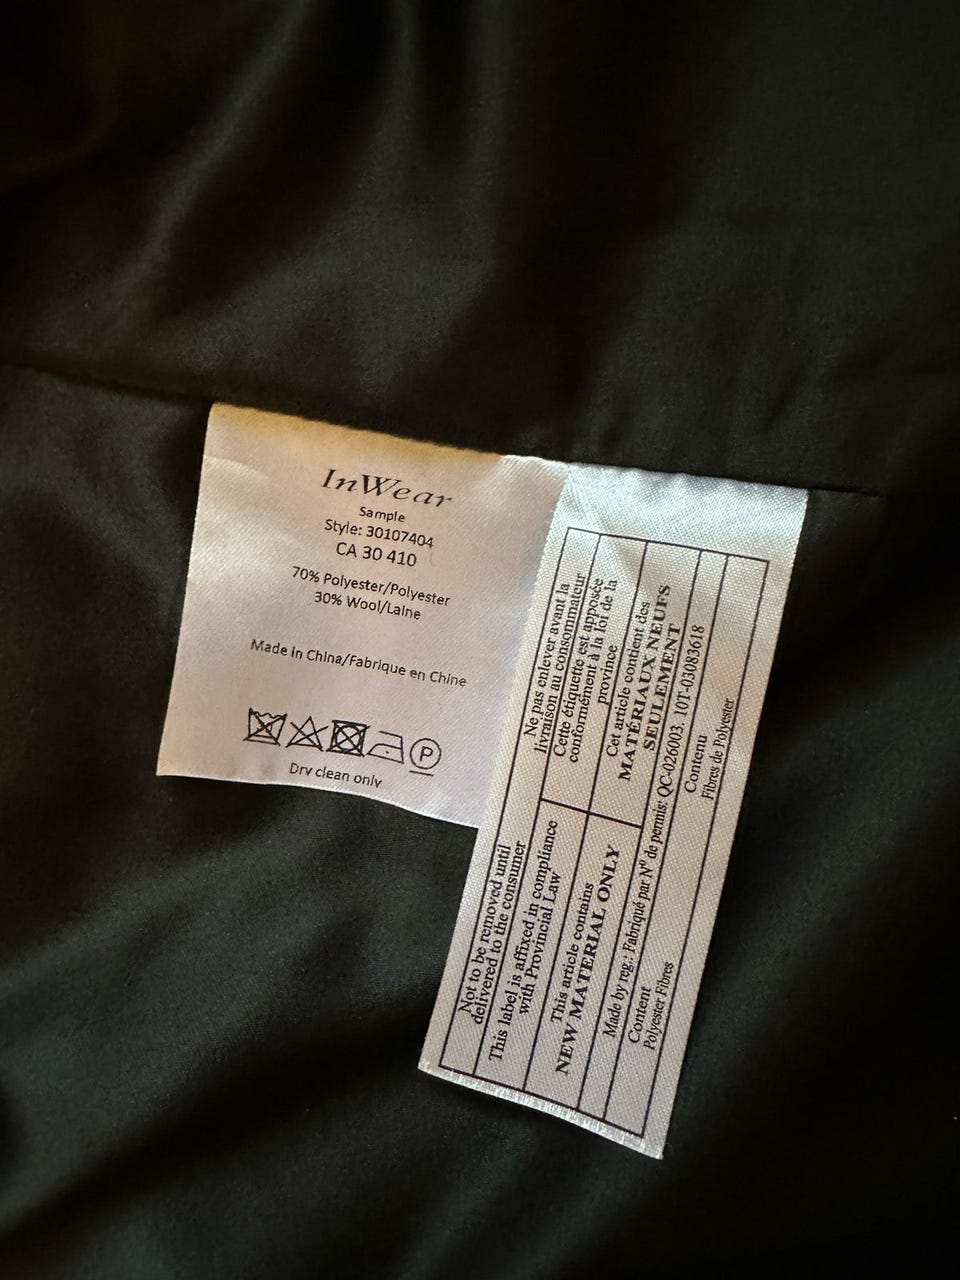 InWear
Sample
Style: 30107404
CA 30 410
70% Polyester/Polyester
30% Wool/Laine
Made in China/Fabrique en Chine
P
Dry clean only
Not to be removed until
delivered to the consumer
Ne pas enlever avant la
livraison au consommateur
This label is affixed in compliance
with Provincial Law
Cette étiquette est apposée
conformément à la loi de la
province
This article contains
NEW MATERIAL ONLY
Cet article contient des
MATÉRIAUX NEUFS
SEULEMENT
Made by reg.: Fabriqué par Nº de permis: QC-026003. 10T-03083618
Content
Polyester Fibres
Contenu
Fibres de Polyester